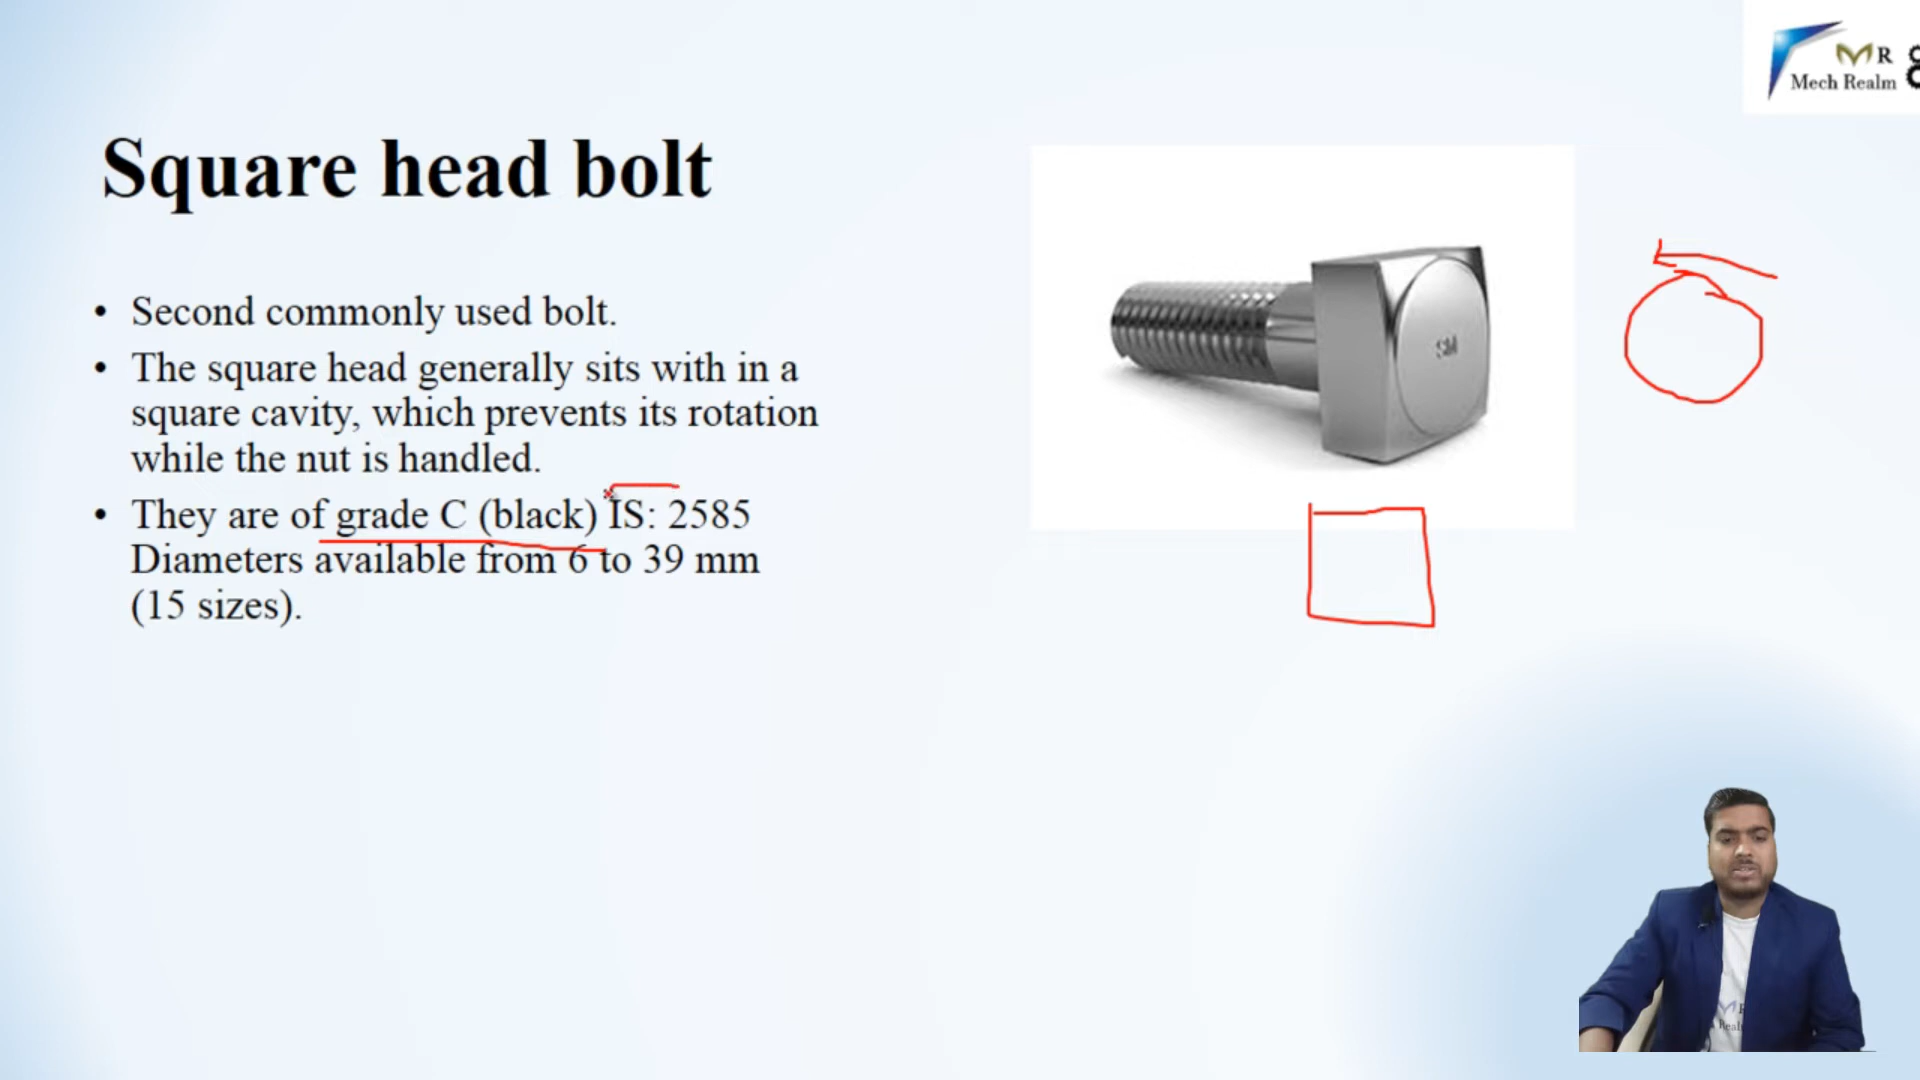 MR
Mech Realm
Square head bolt
• Second commonly used bolt.
• The square head generally sits with in a
square cavity, which prevents its rotation
while the nut is handled.
• They are of grade C (black) IS: 2585
Diameters available from 6 to 39 mm
(15 sizes).
SM